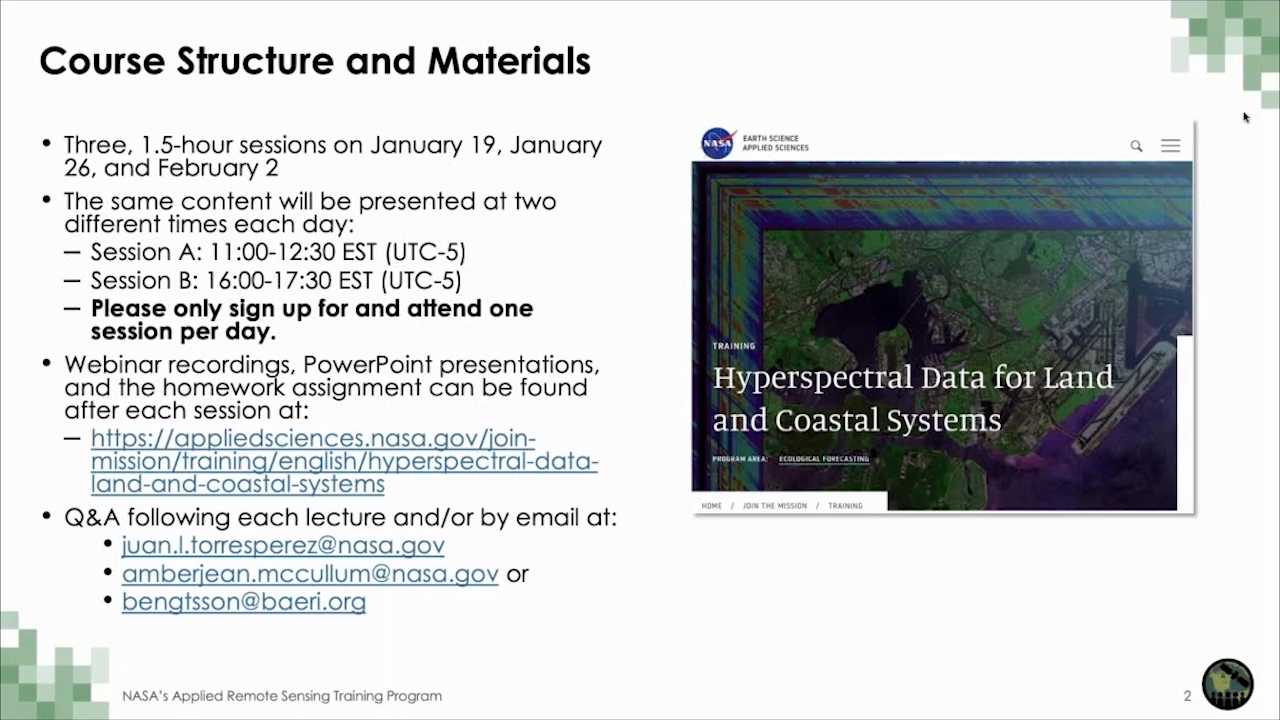 Course Structure and Materials
• Three, 1.5-hour sessions on January 19, January
26, and February 2
• The same content will be presented at two
different times each day:
– Session A: 11:00-12:30 EST (UTC-5)
– Session B: 16:00-17:30 EST (UTC-5)
– Please only sign up for and attend one
session per day.
• Webinar recordings, PowerPoint presentations,
and the homework assignment can be found
after each session at:
– https://appliedsciences.nasa.gov/join-
mission/training/english/hyperspectral-data-
land-and-coastal-systems
• Q&A following each lecture and/or by email at:
• juan.l.torresperez@nasa.gov
• amberjean.mccullum@nasa.gov or
• bengtsson@baeri.org
NASA
EARTH SCIENCE
APPLIED SCIENCES
TRAINING
Hyperspectral Data for Land
and Coastal Systems
PROGRAM AREA: ECOLOGICAL FORECASTING
HOME / JOIN THE MISSION / TRAINING
NASA's Applied Remote Sensing Training Program
2